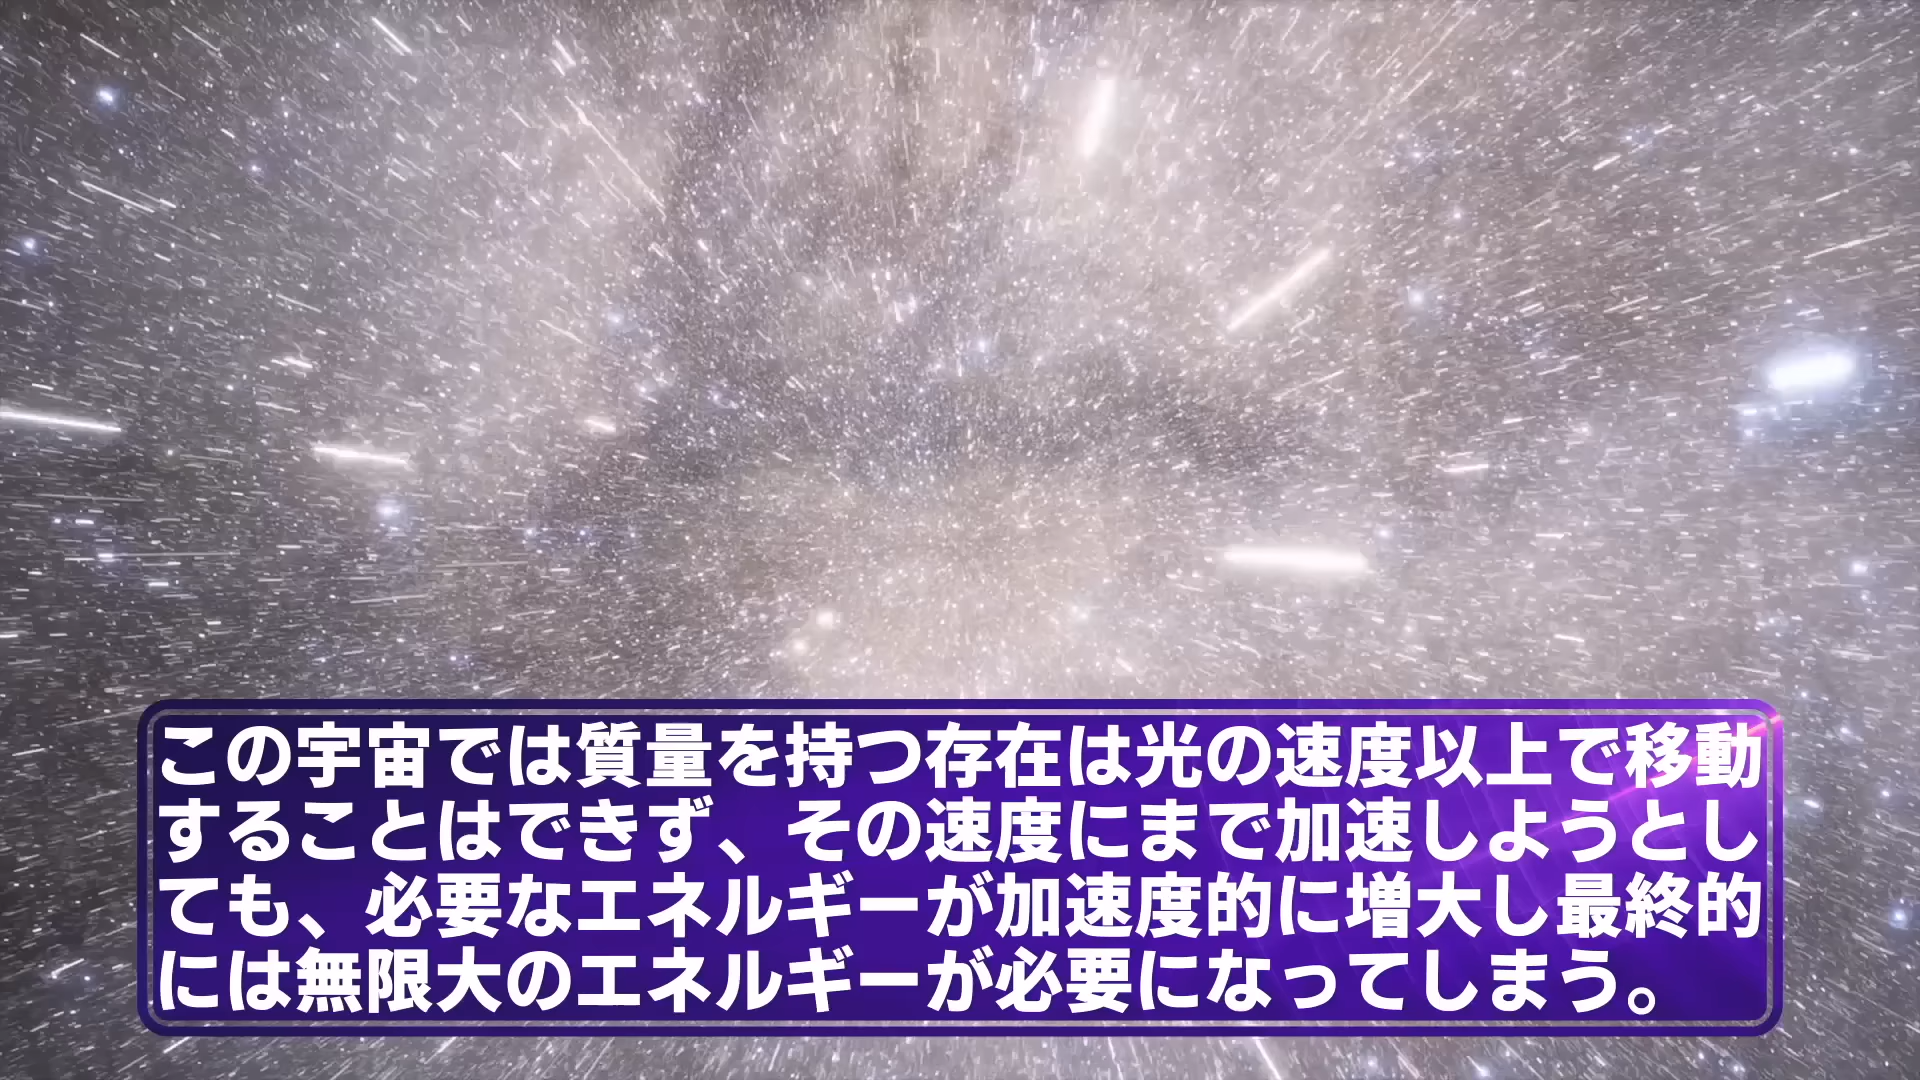 この宇宙では質量を持つ存在は光の速度以上で移動
することはできず、その速度にまで加速しようとし
ても、必要なエネルギーが加速度的に増大し最終的
には無限大のエネルギーが必要になってしまう。